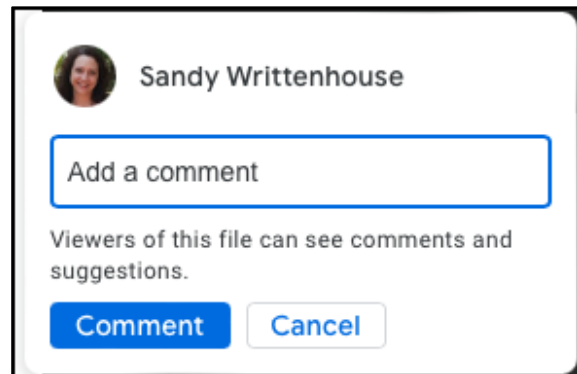 Sandy Writtenhouse
Add a comment
Viewers of this file can see comments and
suggestions.
Comment Cancel